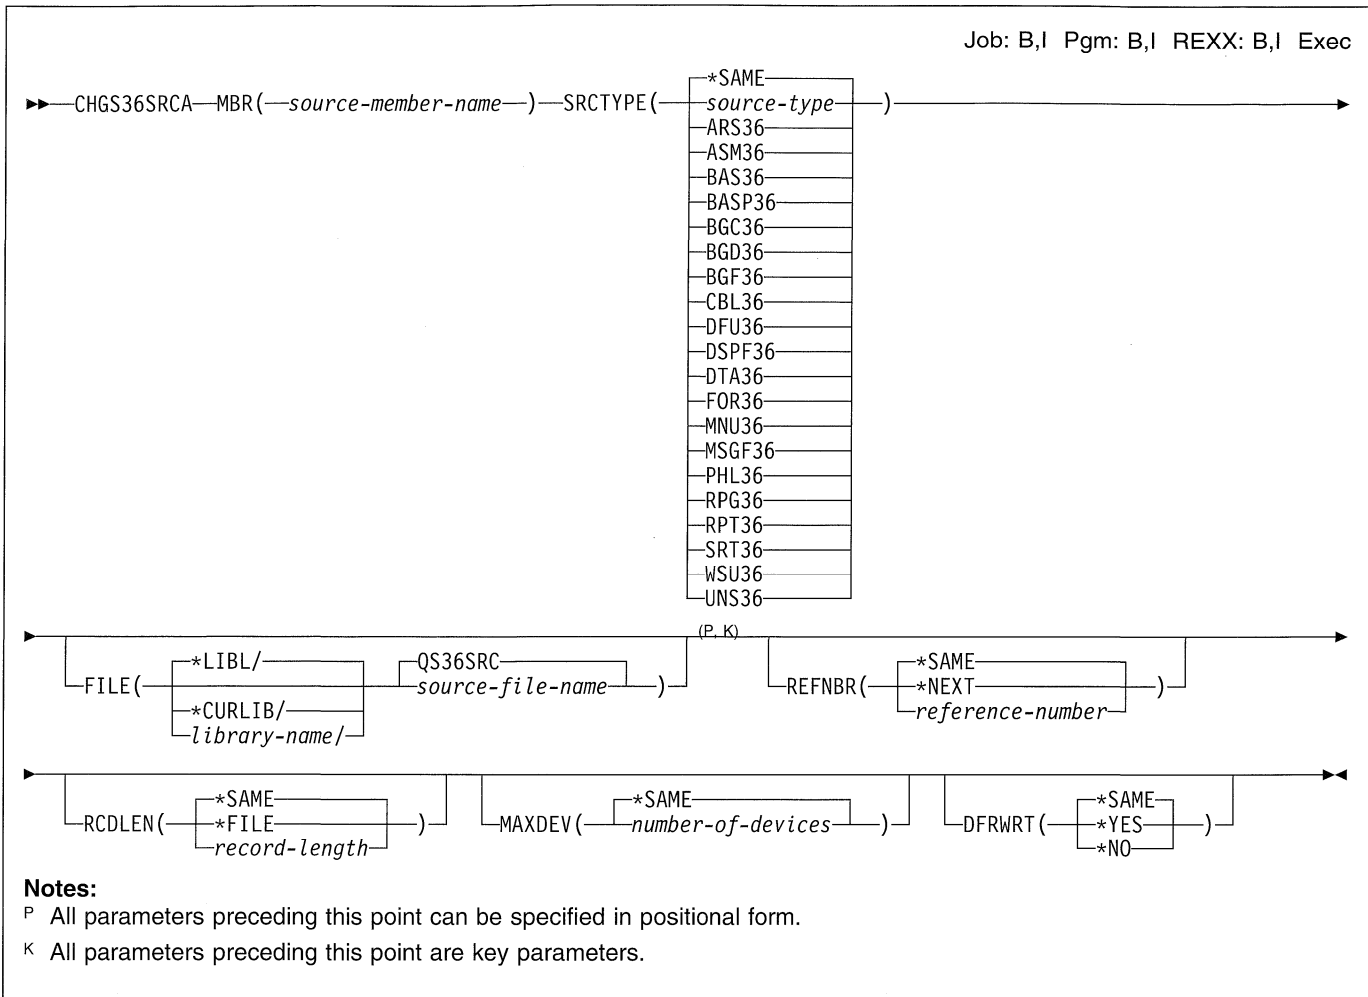 Job: B,I Pgm: B,I REXX: B,I Exec
*SAME
CHGS36SRCA MBR( source-member-name ) SRCTYPE( source-type )
ARS36
ASM36
BAS36
BASP36
BGC36
BGD36
BGF36
CBL36
DFU36
DSPF36
DTA36
FOR36
MNU36
MSGF36
PHL36
RPG36
RPT36
SRT36
WSU36
UNS36
(P, K)
*LIBL/ QS36SRC *SAME
FILE( source-file-name ) REFNBR( *NEXT )
*CURLIB/ reference-number
library-name/
*SAME *SAME *SAME
RCDLEN( *FILE ) MAXDEV( number-of-devices ) DFRWRT( *YES )
record-length *NO
Notes:
P All parameters preceding this point can be specified in positional form.
K All parameters preceding this point are key parameters.